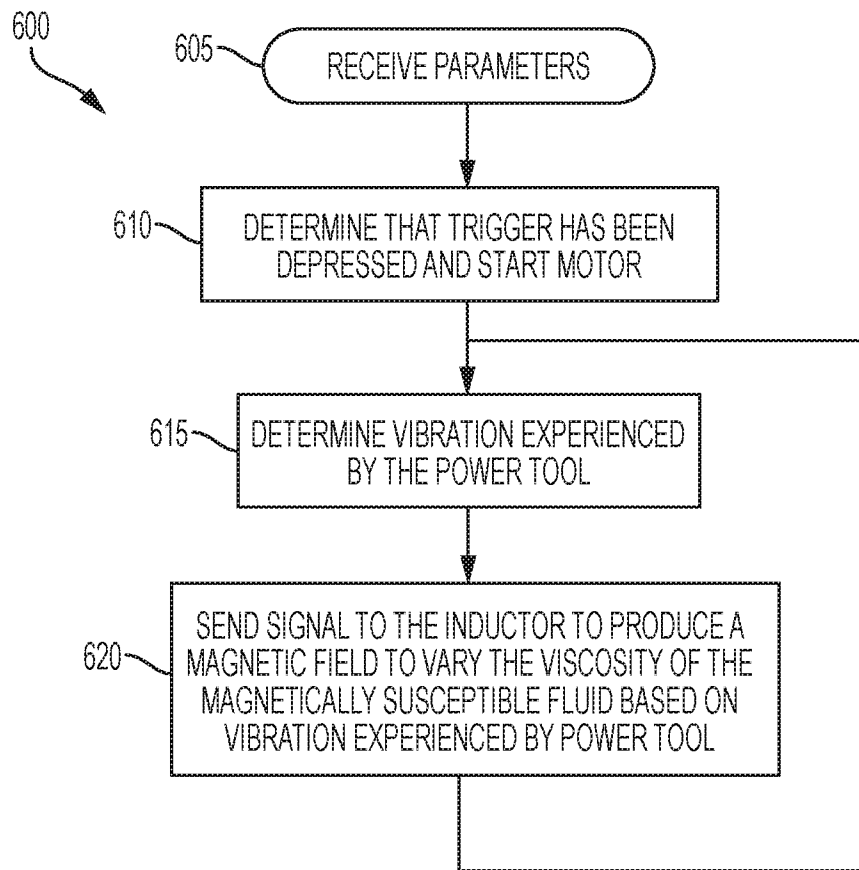 600
605
RECEIVE PARAMETERS
610
DETERMINE THAT TRIGGER HAS BEEN
DEPRESSED AND START MOTOR
615
DETERMINE VIBRATION EXPERIENCED
BY THE POWER TOOL
620
SEND SIGNAL TO THE INDUCTOR TO PRODUCE A
MAGNETIC FIELD TO VARY THE VISCOSITY OF THE
MAGNETICALLY SUSCEPTIBLE FLUID BASED ON
VIBRATION EXPERIENCED BY POWER TOOL